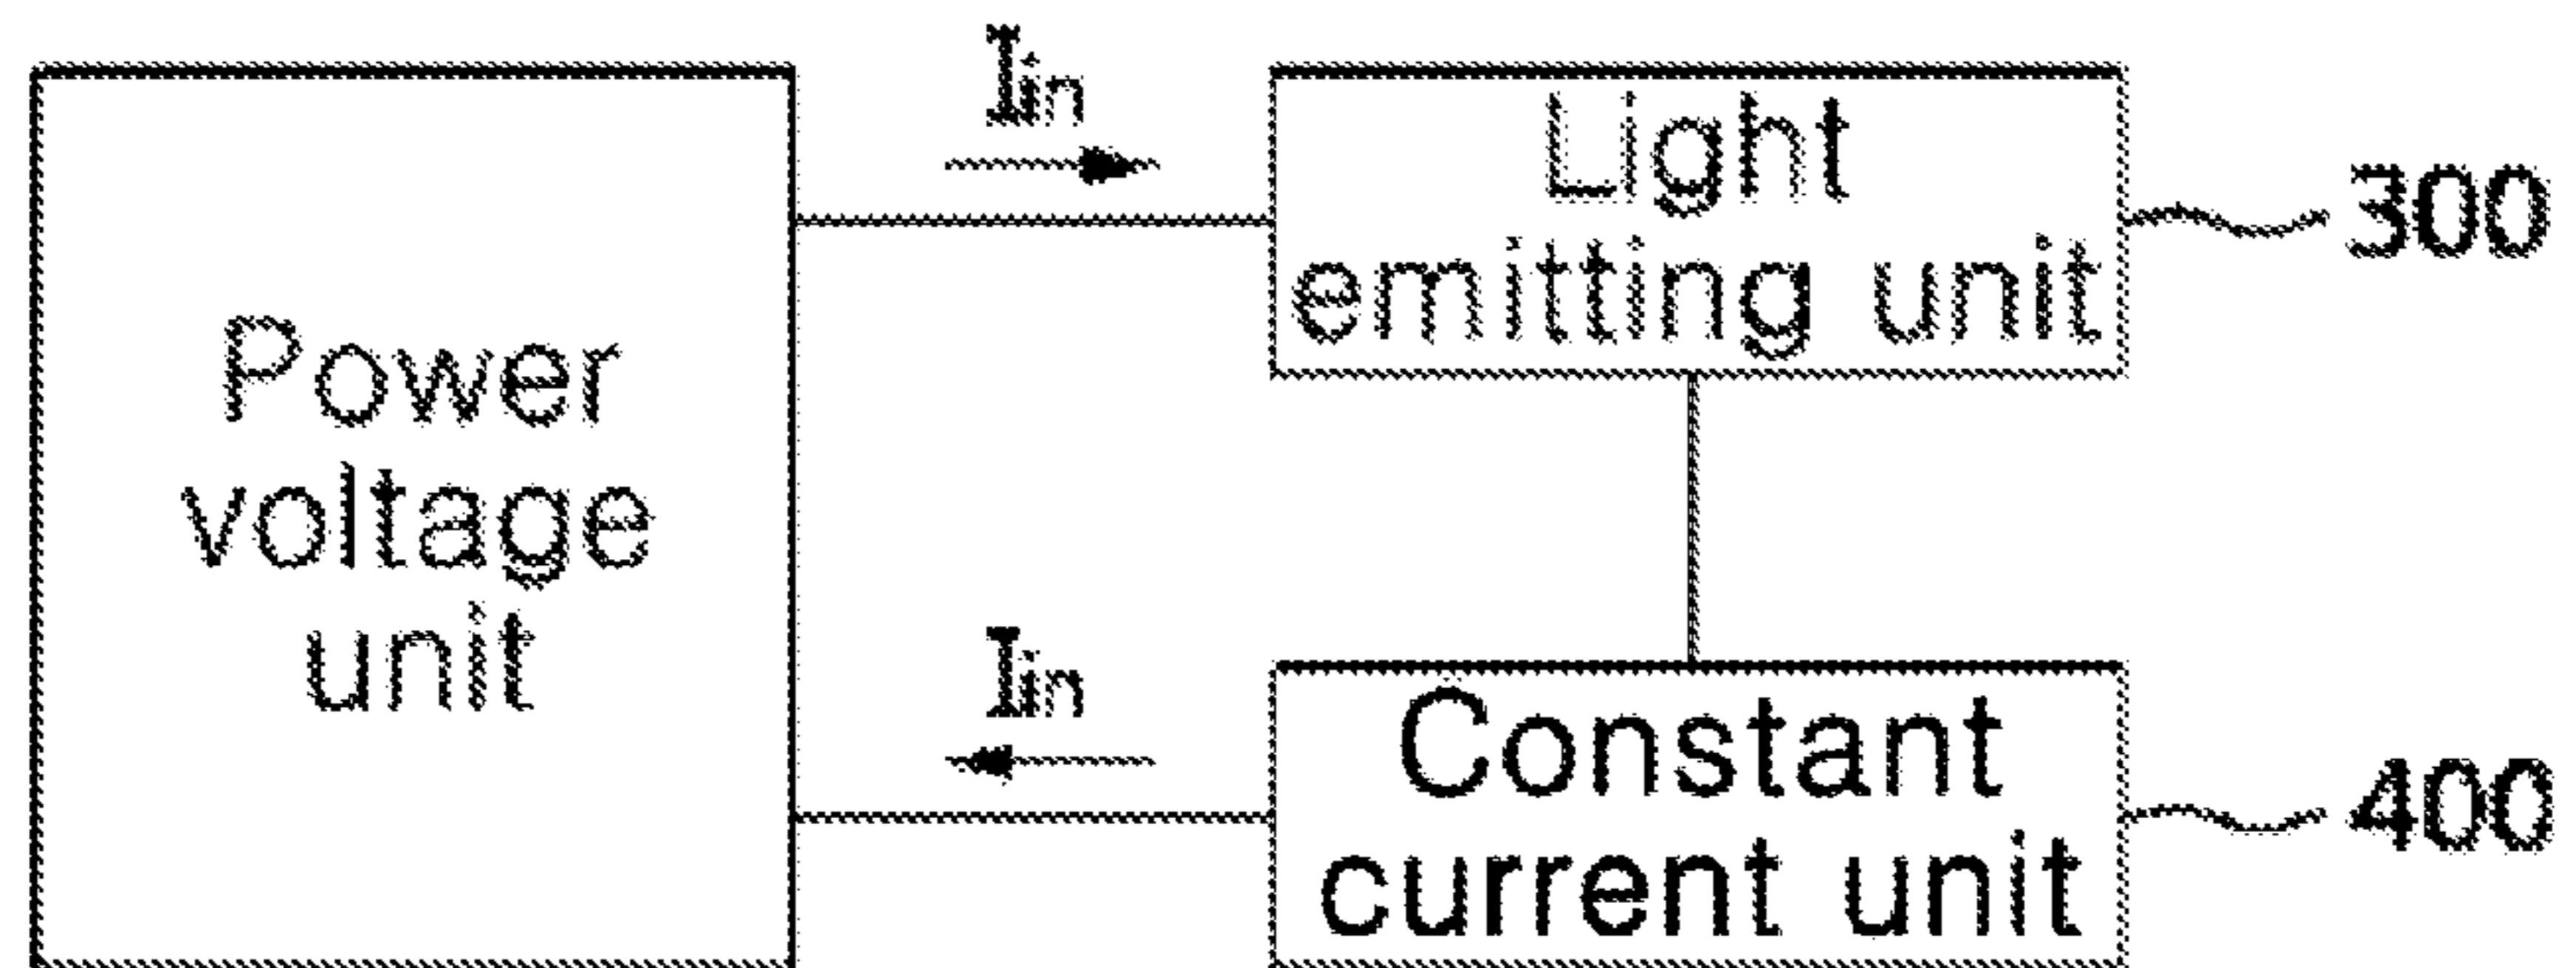 Iin
Light
emitting unit
300
Power
voltage
unit
Iin
Constant
current unit
400